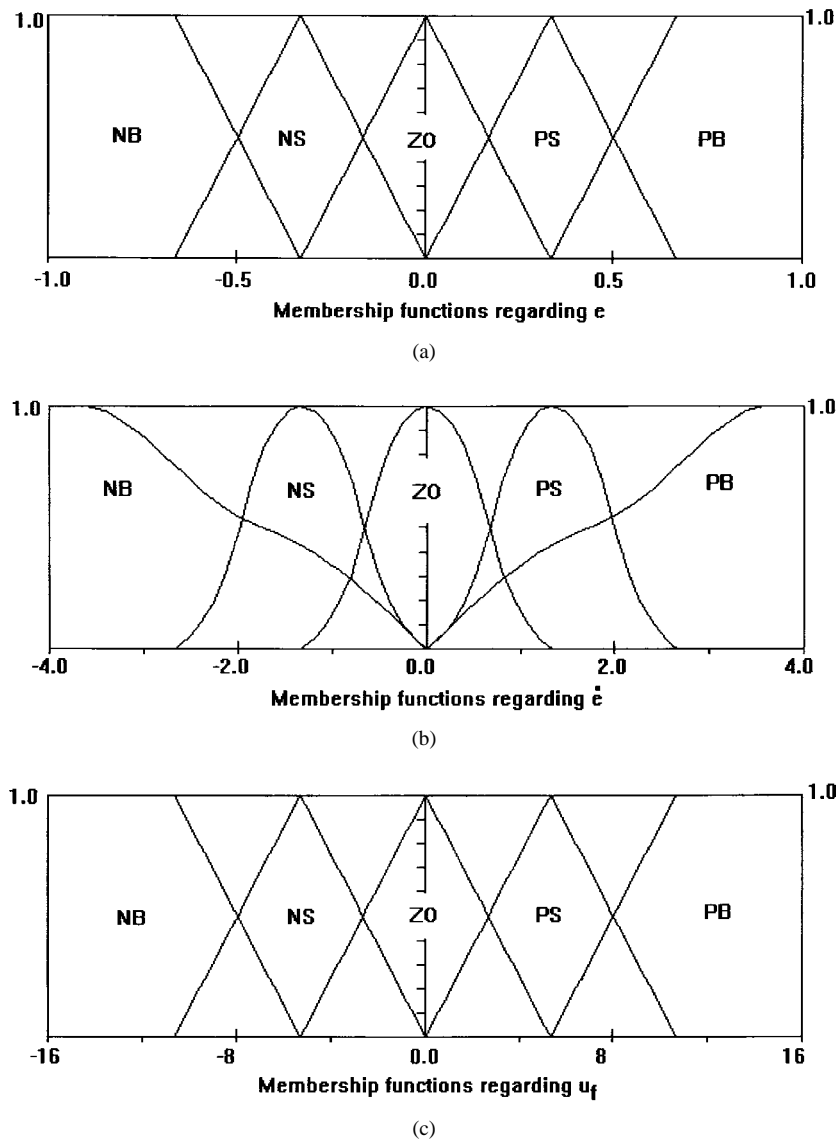 1.0 1.0
NB NS ZO PS PB
-1.0 -0.5 0.0 0.5 1.0
Membership functions regarding e
(a)
1.0 1.0
NB NS ZO PS PB
-4.0 -2.0 0.0 2.0 4.0
Membership functions regarding ė
(b)
1.0 1.0
NB NS ZO PS PB
-16 -8 0.0 8 16
Membership functions regarding u_f
(c)